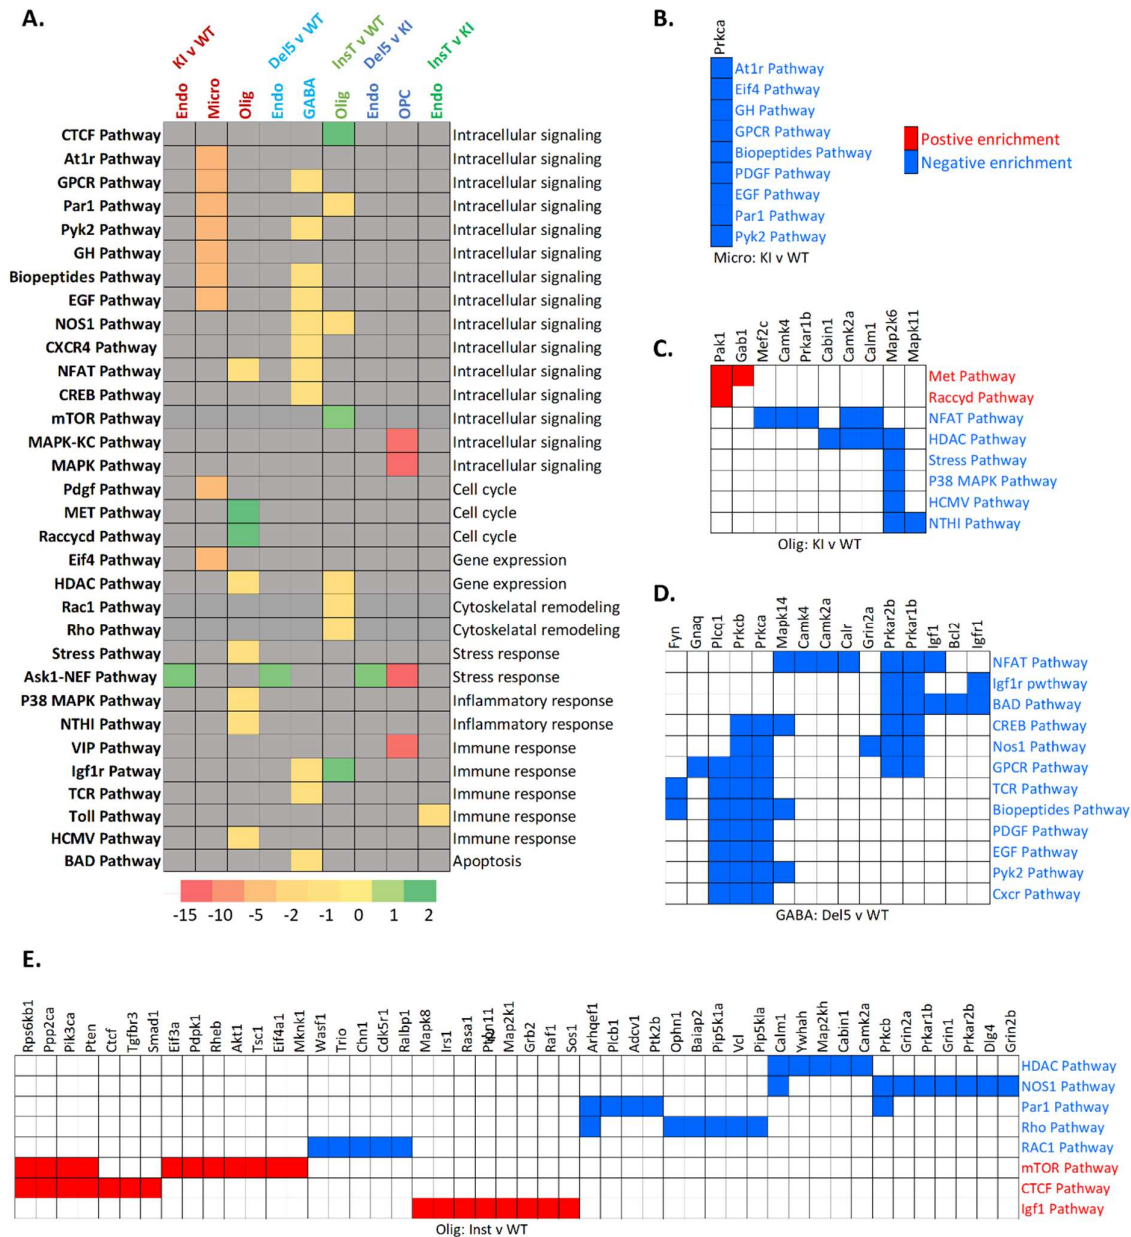 A.
KI v WT
Del5 v WT
InsT v WT
Del5 v KI
InsT v KI
Endo Micro Olig Endo GABA Olig Endo OPC Endo
CTCF Pathway Intracellular signaling
At1r Pathway Intracellular signaling
GPCR Pathway Intracellular signaling
Par1 Pathway Intracellular signaling
Pyk2 Pathway Intracellular signaling
GH Pathway Intracellular signaling
Biopeptides Pathway Intracellular signaling
EGF Pathway Intracellular signaling
NOS1 Pathway Intracellular signaling
CXCR4 Pathway Intracellular signaling
NFAT Pathway Intracellular signaling
CREB Pathway Intracellular signaling
mTOR Pathway Intracellular signaling
MAPK-KC Pathway Intracellular signaling
MAPK Pathway Intracellular signaling
Pdgf Pathway Cell cycle
MET Pathway Cell cycle
Raccycd Pathway Cell cycle
Eif4 Pathway Gene expression
HDAC Pathway Gene expression
Rac1 Pathway Cytoskelatal remodeling
Rho Pathway Cytoskelatal remodeling
Stress Pathway Stress response
Ask1-NEF Pathway Stress response
P38 MAPK Pathway Inflammatory response
NTHI Pathway Inflammatory response
VIP Pathway Immune response
Igf1r Patway Immune response
TCR Pathway Immune response
Toll Pathway Immune response
HCMV Pathway Immune response
BAD Pathway Apoptosis
-15 -10 -5 -2 -1 0 1 2
B.
Prkca
At1r Pathway
Eif4 Pathway
GH Pathway
GPCR Pathway
Biopeptides Pathway
PDGF Pathway
EGF Pathway
Par1 Pathway
Pyk2 Pathway
Micro: KI v WT
Postive enrichment
Negative enrichment
C.
Pak1 Gab1 Mef2c Camk4 Prkar1b Cabin1 Camk2a Calm1 Map2k6 Mapk11
Met Pathway
Raccyd Pathway
NFAT Pathway
HDAC Pathway
Stress Pathway
P38 MAPK Pathway
HCMV Pathway
NTHI Pathway
Olig: KI v WT
D.
Fyn Gnaq Plcq1 Prkcb Prkca Mapk14 Camk4 Camk2a Calr Grin2a Prkar2b Prkar1b Igf1 Bcl2 Igfr1
NFAT Pathway
Igf1r pwthway
BAD Pathway
CREB Pathway
Nos1 Pathway
GPCR Pathway
TCR Pathway
Biopeptides Pathway
PDGF Pathway
EGF Pathway
Pyk2 Pathway
Cxcr Pathway
GABA: Del5 v WT
E.
Rps6kb1 Ppp2ca Pik3ca Pten Ctcf Tgfbr3 Smad1 Eif3a Pdpk1 Rheb Akt1 Tsc1 Eif4a1 Mknk1 Wasf1 Trio Chn1 Cdk5r1 Ralbp1 Mapk8 Irs1 Rasa1 Map2k1 Grb2 Raf1 Sos1 Arhqef1 Plcb1 Adcv1 Ptk2b Ophn1 Baiap2 Pip5k1a Vcl Pip5kla Calm1 Ywhah Map2kh Cabin1 Camk2a Prkcb Grin2a Prkar1b Grin1 Prkar2b Dlg4 Grin2b
HDAC Pathway
NOS1 Pathway
Par1 Pathway
Rho Pathway
RAC1 Pathway
mTOR Pathway
CTCF Pathway
Igf1 Pathway
Olig: Inst v WT